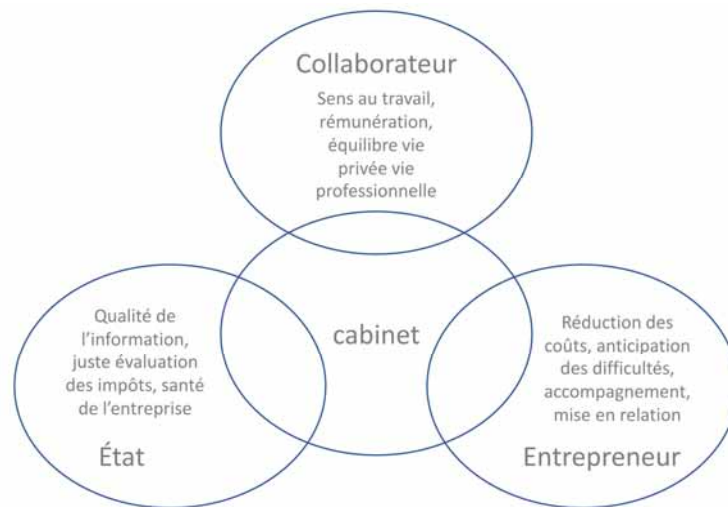 Collaborateur
Sens au travail,
rémunération,
équilibre vie
privée vie
professionnelle
cabinet
Qualité de
l’information,
juste évaluation
des impôts, santé
de l’entreprise
État
Réduction des
coûts, anticipation
des difficultés,
accompagnement,
mise en relation
Entrepreneur